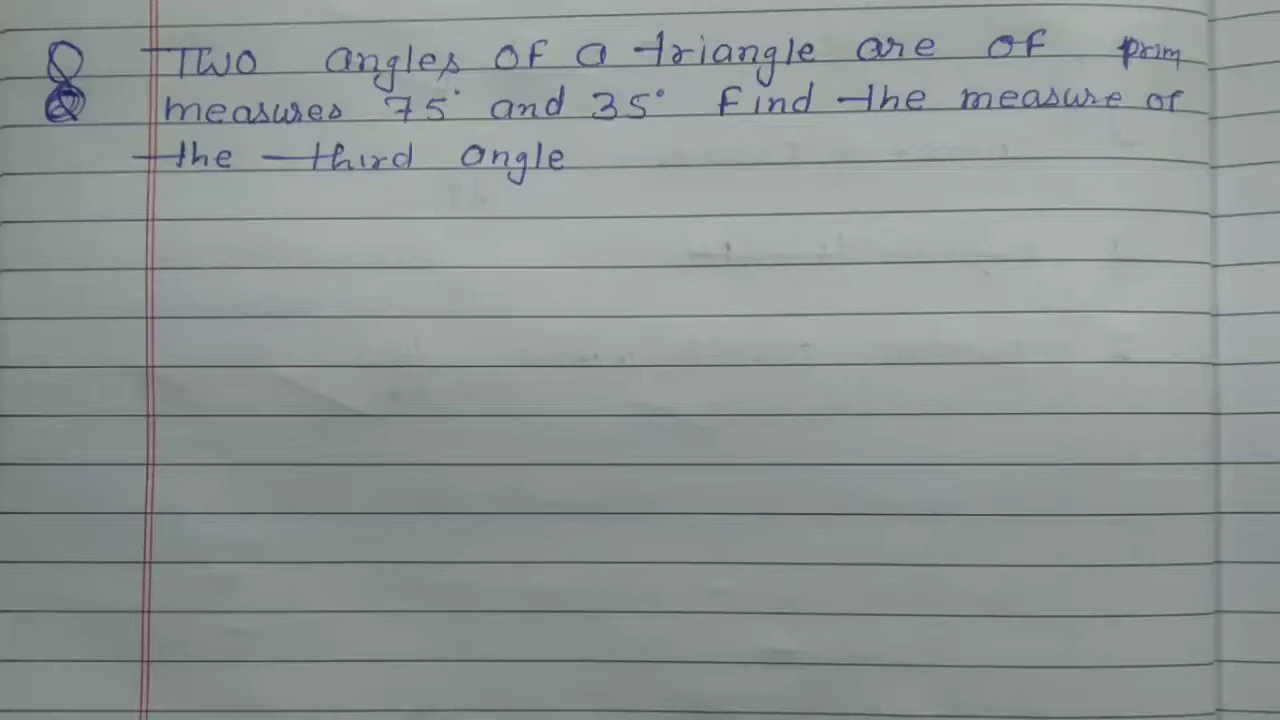 Q Two angles of a triangle are of prim
Q measures 75° and 35° Find the measure of
the third angle